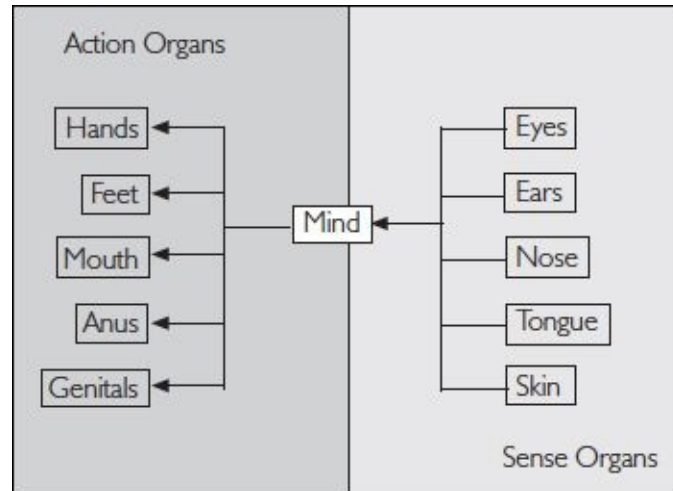 Action Organs
Hands
Feet
Mouth
Anus
Genitals
Mind
Eyes
Ears
Nose
Tongue
Skin
Sense Organs